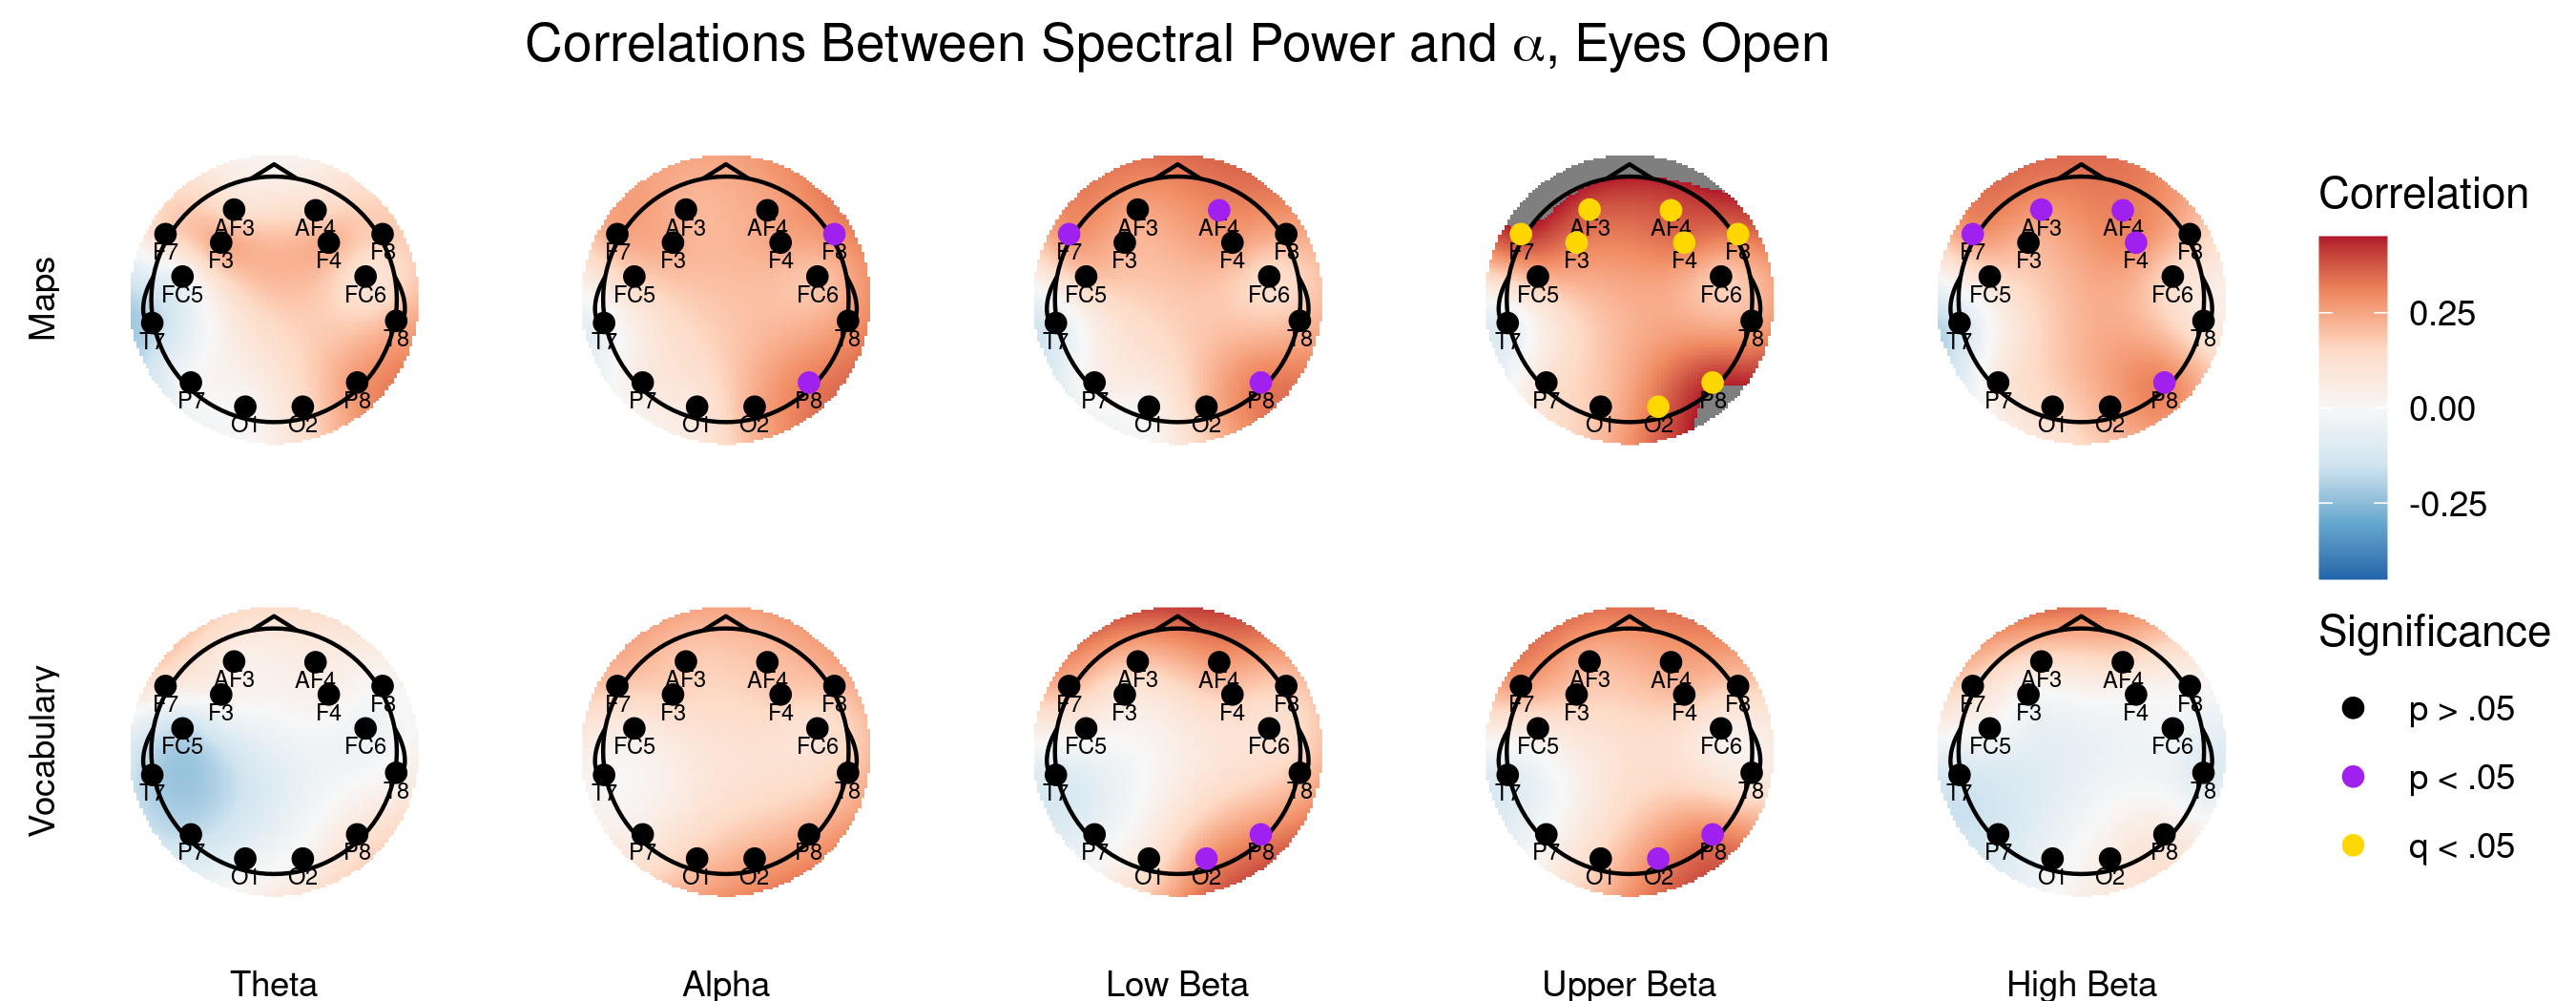 Correlations Between Spectral Power and α, Eyes Open
Maps
AF3 AF4
F7 F3 F4 F8
FC5 FC6
T7 T8
P7 P8
O1 O2
AF3 AF4
F7 F3 F4 F8
FC5 FC6
T7 T8
P7 P8
O1 O2
AF3 AF4
F7 F3 F4 F8
FC5 FC6
T7 T8
P7 P8
O1 O2
AF3 AF4
F7 F3 F4 F8
FC5 FC6
T7 T8
P7 P8
O1 O2
AF3 AF4
F7 F3 F4 F8
FC5 FC6
T7 T8
P7 P8
O1 O2
Vocabulary
AF3 AF4
F7 F3 F4 F8
FC5 FC6
T7 T8
P7 P8
O1 O2
AF3 AF4
F7 F3 F4 F8
FC5 FC6
T7 T8
P7 P8
O1 O2
AF3 AF4
F7 F3 F4 F8
FC5 FC6
T7 T8
P7 P8
O1 O2
AF3 AF4
F7 F3 F4 F8
FC5 FC6
T7 T8
P7 P8
O1 O2
AF3 AF4
F7 F3 F4 F8
FC5 FC6
T7 T8
P7 P8
O1 O2
Theta Alpha Low Beta Upper Beta High Beta
Correlation
0.25
0.00
-0.25
Significance
p > .05
p < .05
q < .05